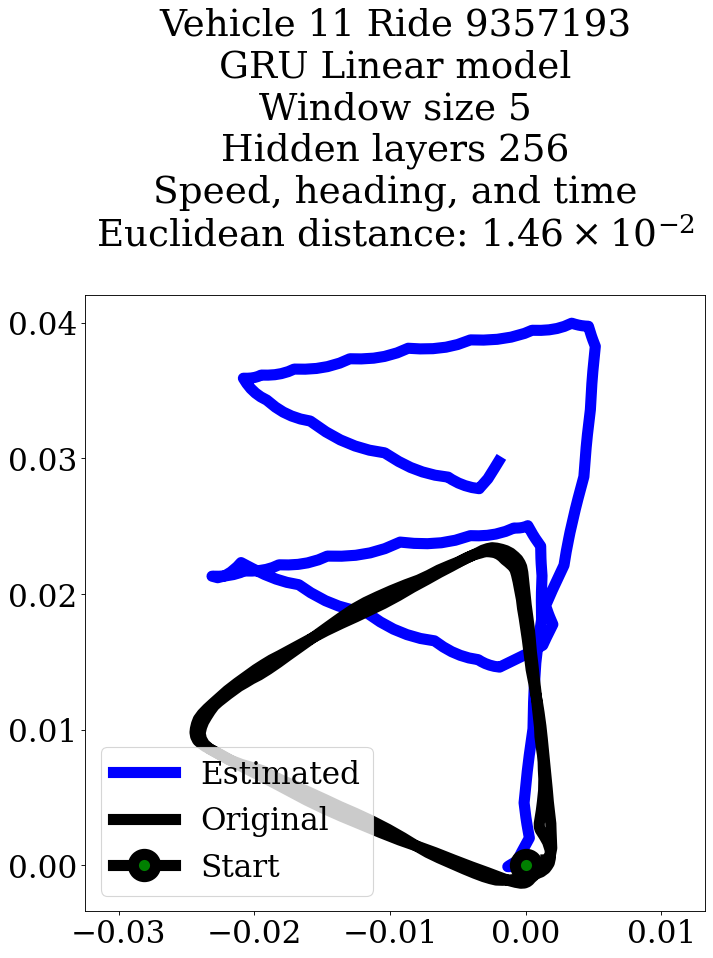 Vehicle 11 Ride 9357193
GRU Linear model
Window size 5
Hidden layers 256
Speed, heading, and time
Euclidean distance: 1.46 × 10⁻²
0.04
0.03
0.02
0.01
0.00
Estimated
Original
Start
−0.03 −0.02 −0.01 0.00 0.01